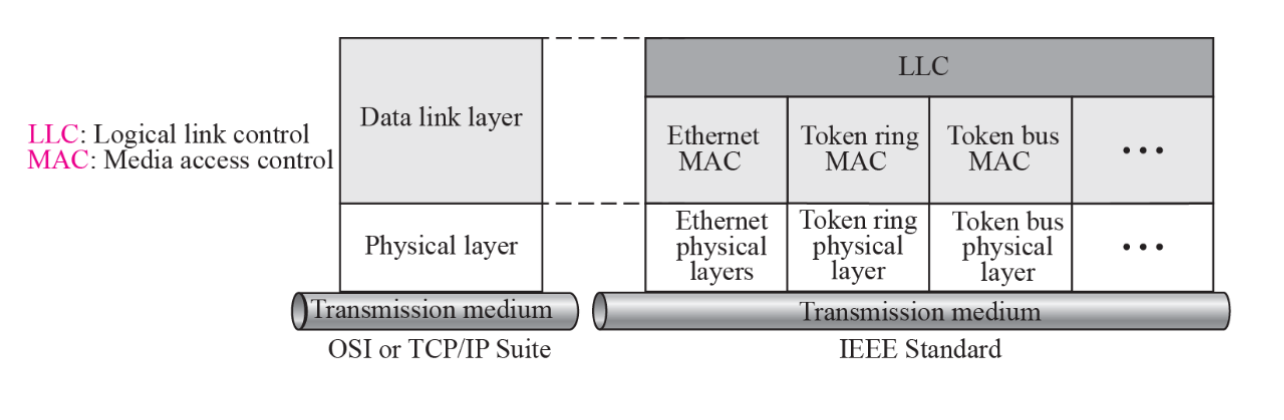 LLC: Logical link control
MAC: Media access control
Data link layer
Physical layer
Transmission medium
OSI or TCP/IP Suite
LLC
Ethernet
MAC
Token ring
MAC
Token bus
MAC
• • •
Ethernet
physical
layers
Token ring
physical
layer
Token bus
physical
layer
• • •
Transmission medium
IEEE Standard